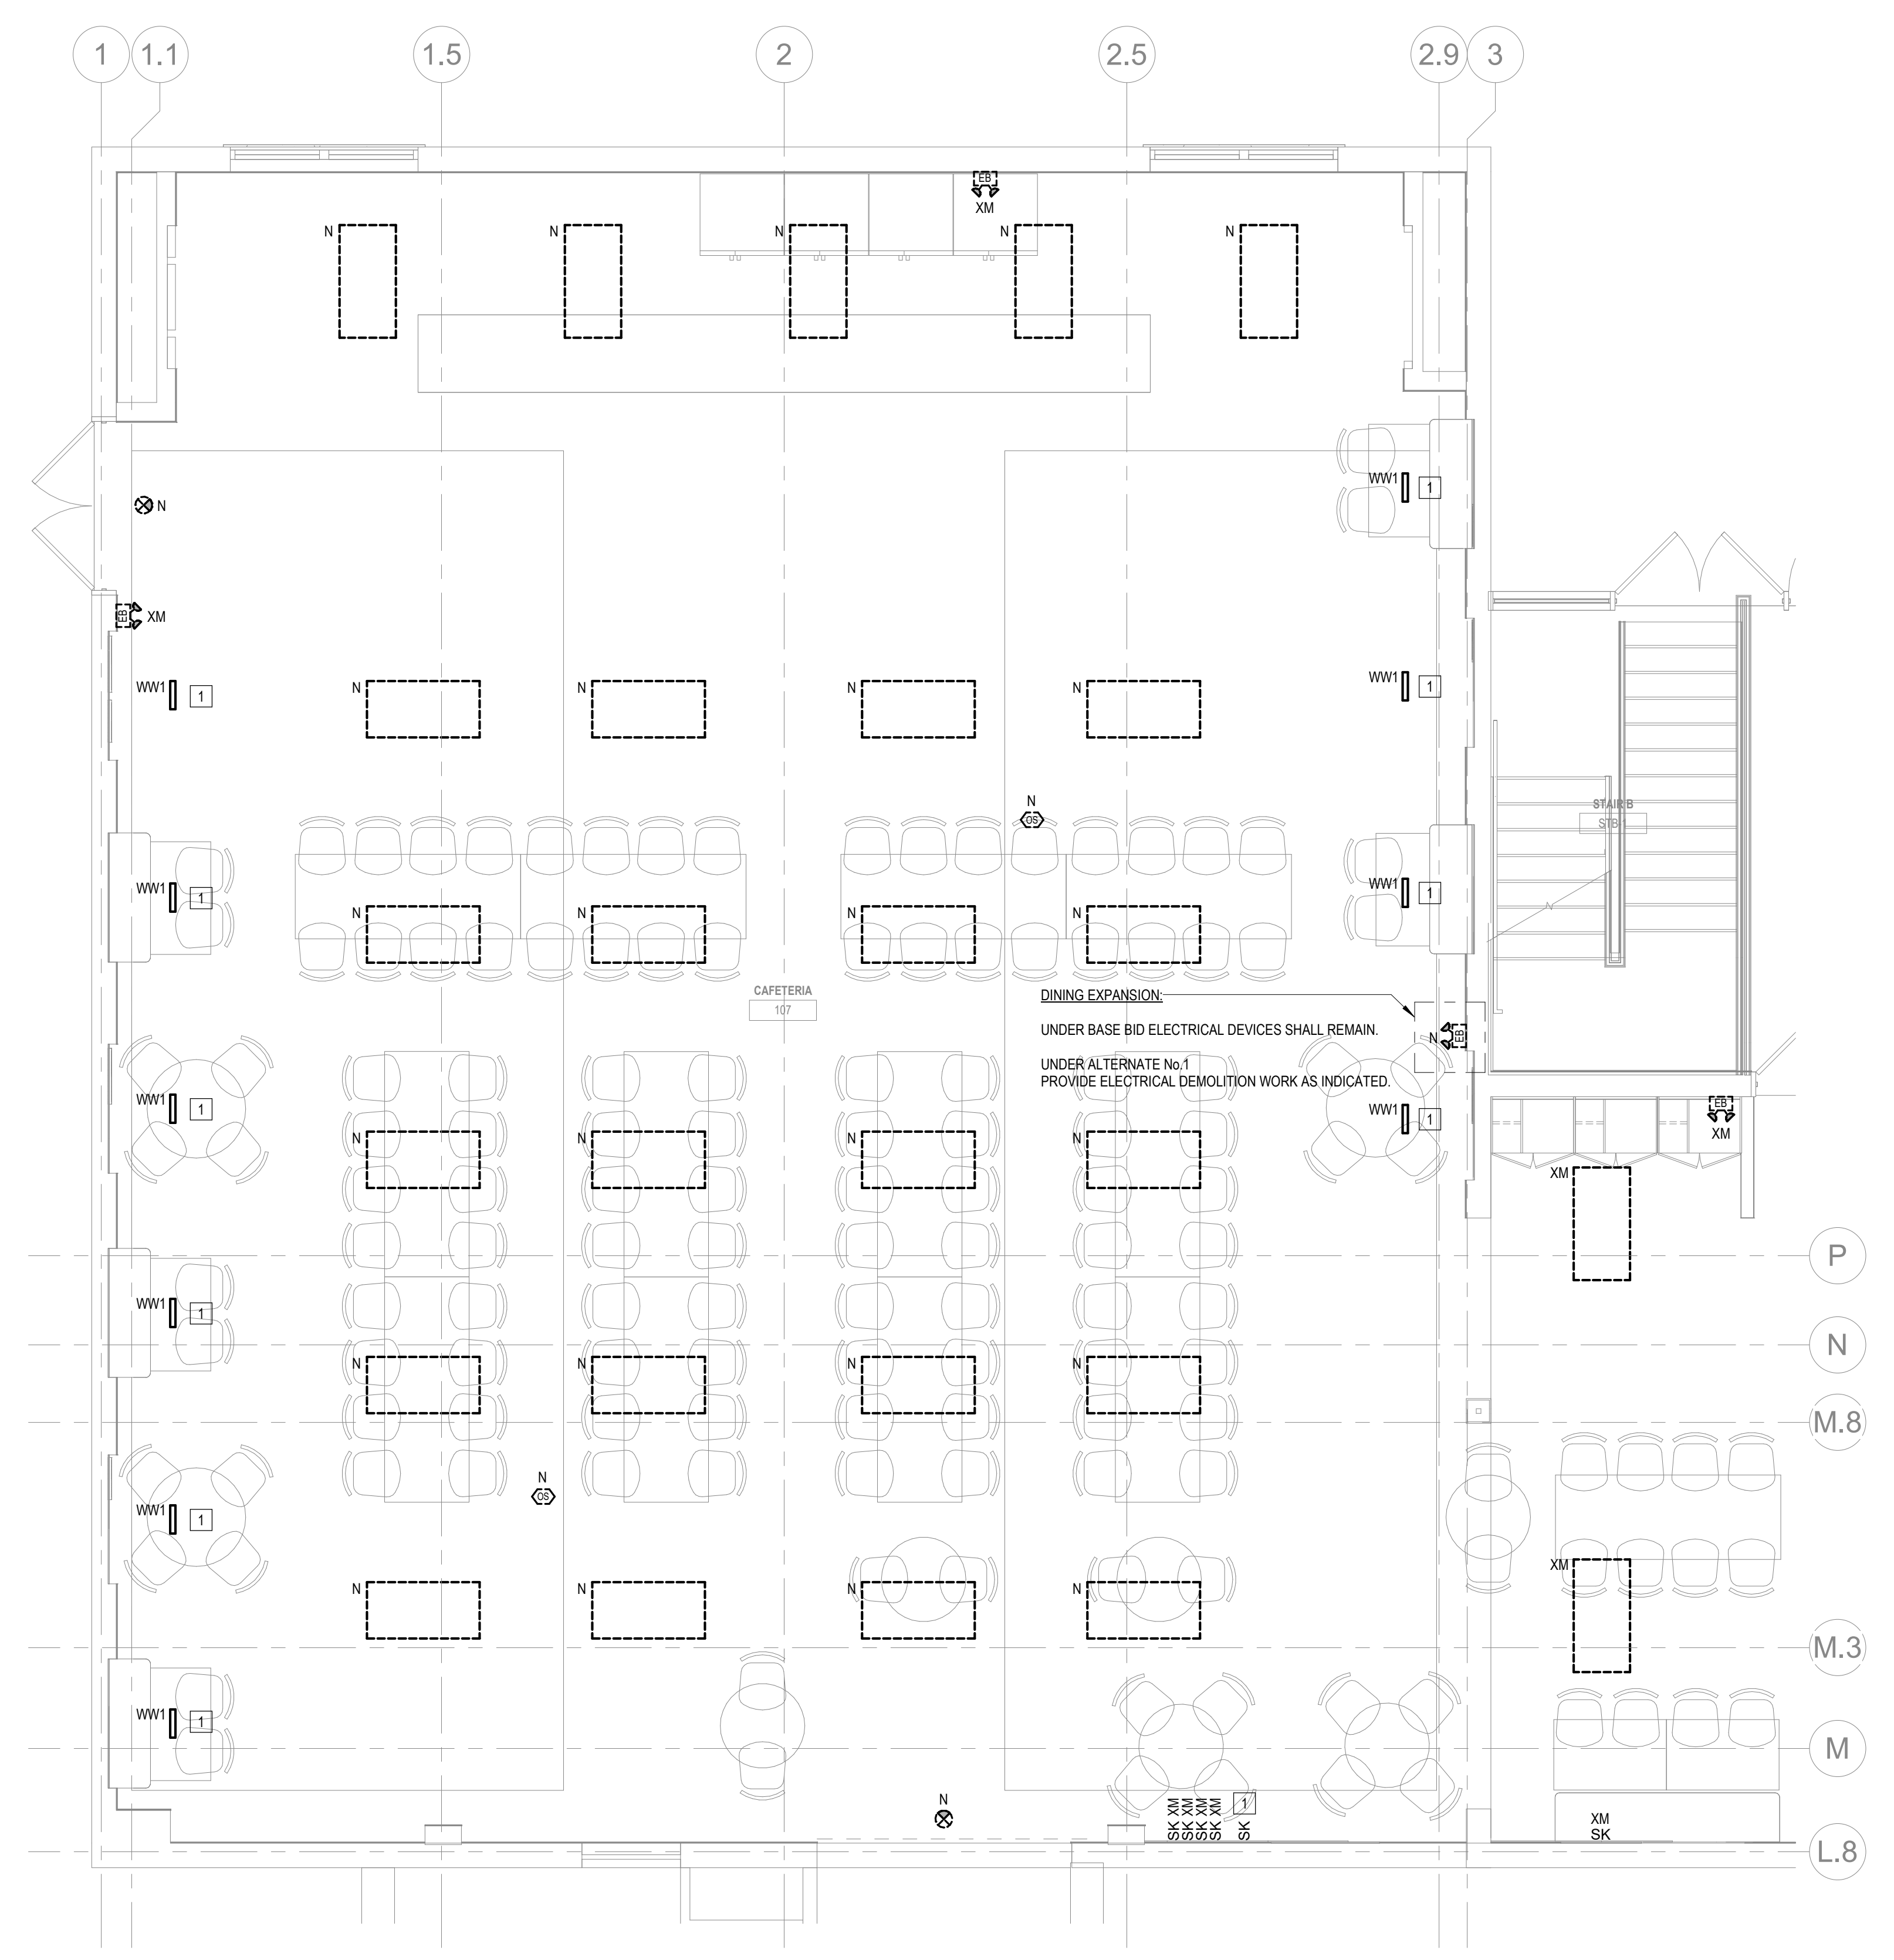 1 1.1 1.5 2 2.5 2.9 3
EB
XM
N N N N N
WW1 1
N
EB XM
WW1 1
WW1 1
N N N N
STAIR B
STB-1
N
OS
WW1 1
WW1 1
N N N N
CAFETERIA
107
DINING EXPANSION:
UNDER BASE BID ELECTRICAL DEVICES SHALL REMAIN.
N EB
UNDER ALTERNATE No.1
PROVIDE ELECTRICAL DEMOLITION WORK AS INDICATED.
WW1 1
WW1 1
EB
XM
N N N N
XM
P
WW1 1
N
N N N N
M.8
N
OS
WW1 1
XM
N N N N
M.3
WW1 1
M
N
SK XM
SK XM
SK XM
SK XM
SK 1
XM
SK
L.8